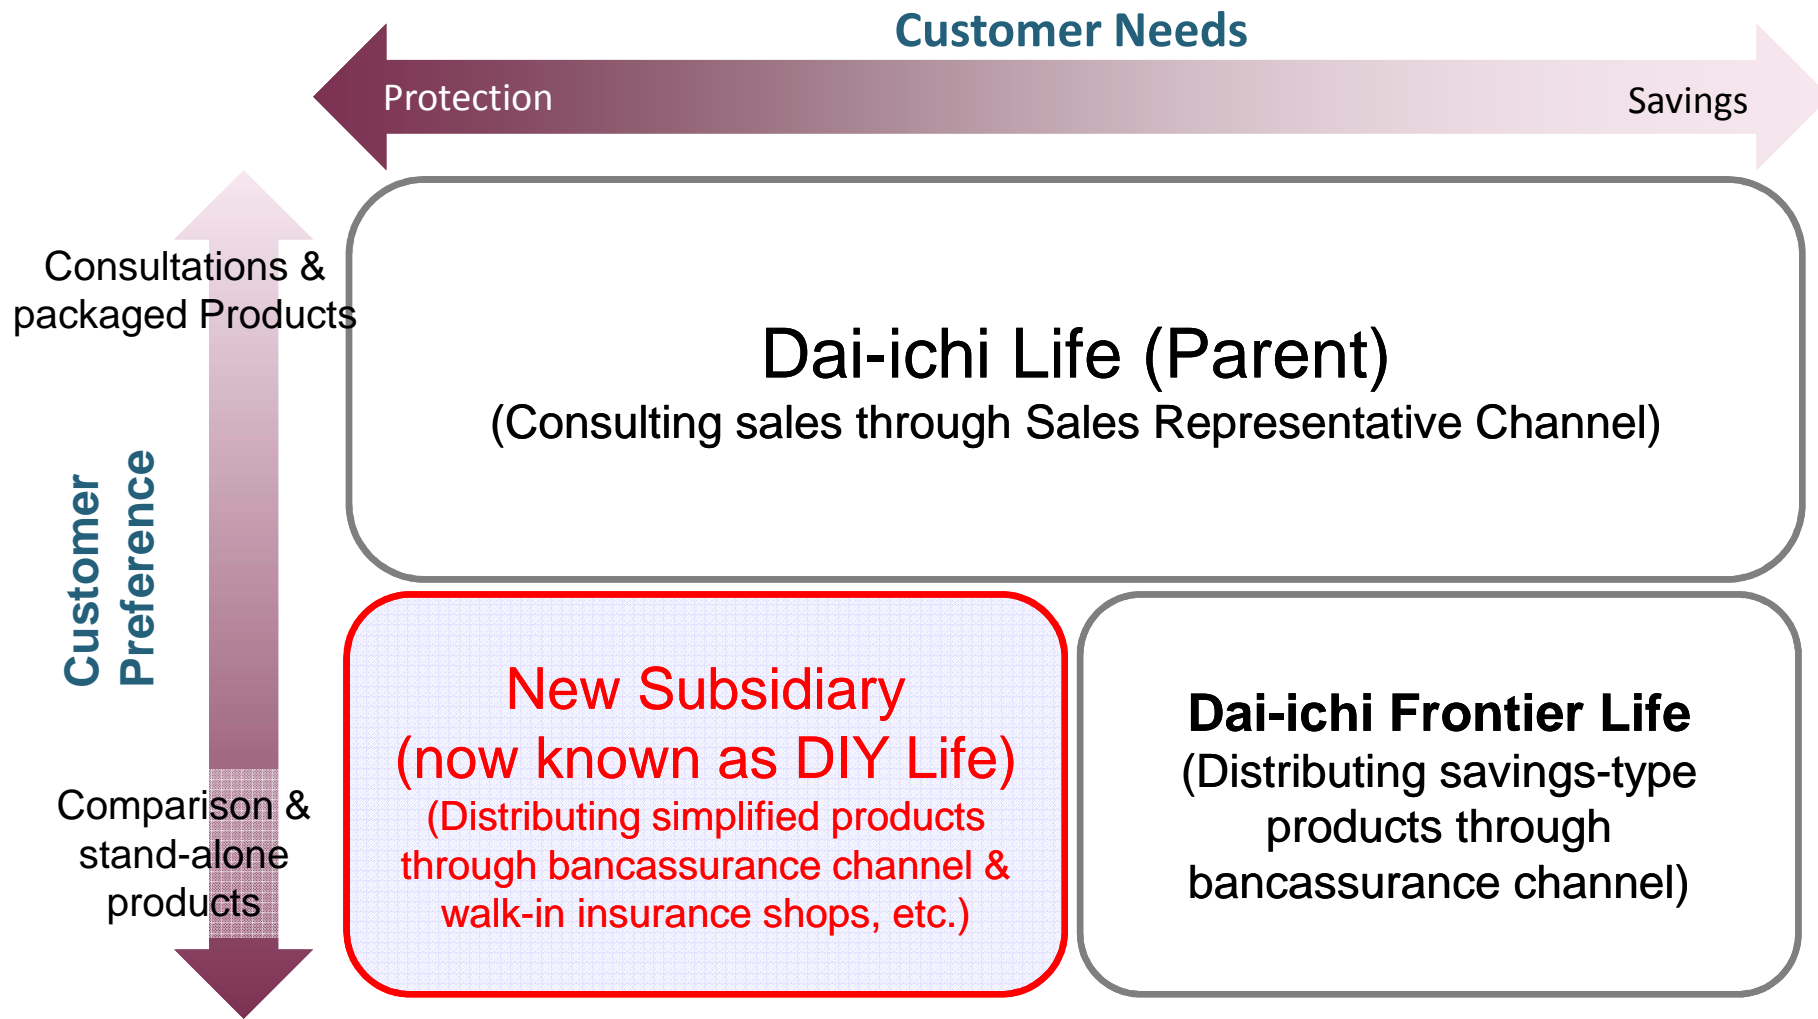 Customer Needs
Protection
Savings
Consultations &
packaged Products
Customer
Preference
Comparison &
stand-alone
products
Dai-ichi Life (Parent)
(Consulting sales through Sales Representative Channel)
New Subsidiary
(now known as DIY Life)
(Distributing simplified products
through bancassurance channel &
walk-in insurance shops, etc.)
Dai-ichi Frontier Life
(Distributing savings-type
products through
bancassurance channel)